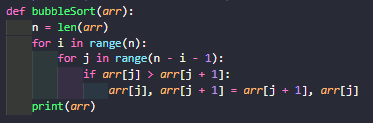 def bubbleSort(arr):
    n = len(arr)
    for i in range(n):
        for j in range(n - i - 1):
            if arr[j] > arr[j + 1]:
                arr[j], arr[j + 1] = arr[j + 1], arr[j]
    print(arr)